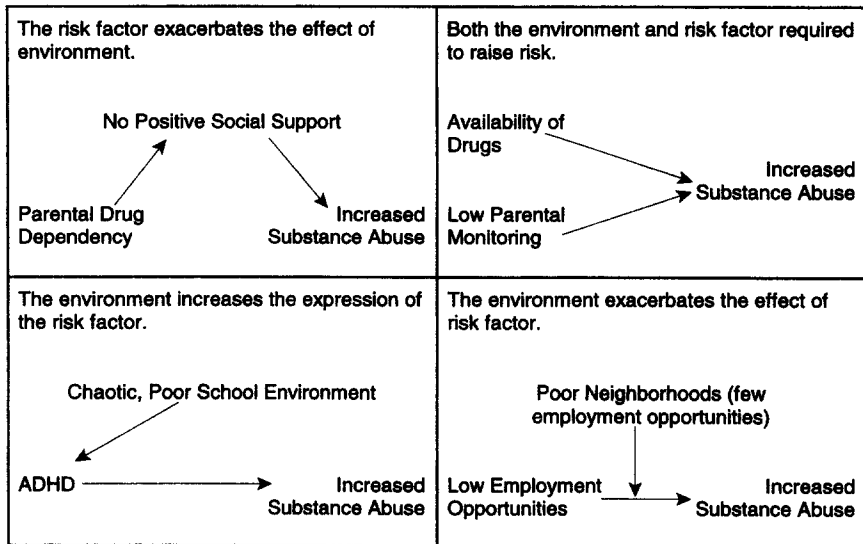 The risk factor exacerbates the effect of
environment.
No Positive Social Support
Parental Drug
Dependency
Increased
Substance Abuse
Both the environment and risk factor required
to raise risk.
Availability of
Drugs
Low Parental
Monitoring
Increased
Substance Abuse
The environment increases the expression of
the risk factor.
Chaotic, Poor School Environment
ADHD
Increased
Substance Abuse
The environment exacerbates the effect of
risk factor.
Poor Neighborhoods (few
employment opportunities)
Low Employment
Opportunities
Increased
Substance Abuse